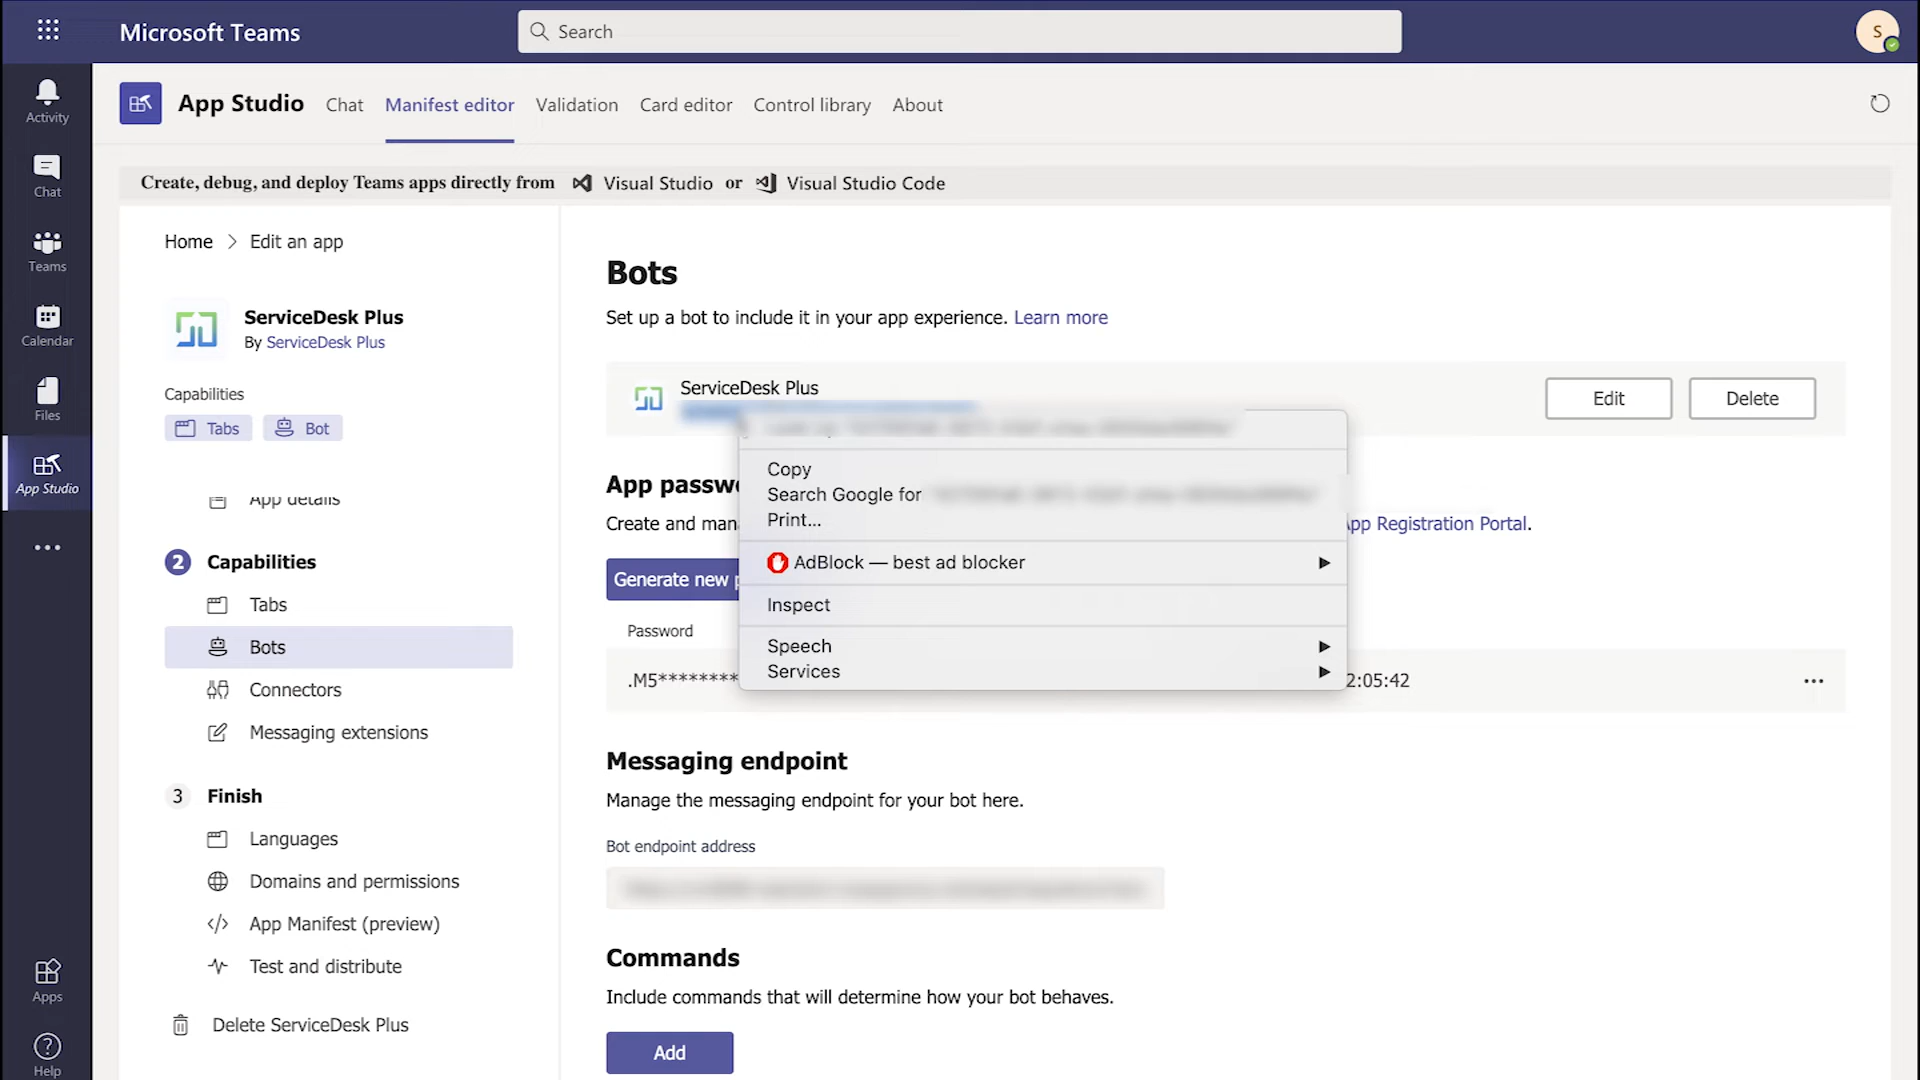 Microsoft Teams
Search
S
Activity
Chat
Teams
Calendar
Files
App Studio
Apps
Help
App Studio
Chat
Manifest editor
Validation
Card editor
Control library
About
Create, debug, and deploy Teams apps directly from Visual Studio or Visual Studio Code
Home > Edit an app
ServiceDesk Plus
By ServiceDesk Plus
Capabilities
Tabs
Bot
App details
2 Capabilities
Tabs
Bots
Connectors
Messaging extensions
3 Finish
Languages
Domains and permissions
App Manifest (preview)
Test and distribute
Delete ServiceDesk Plus
Bots
Set up a bot to include it in your app experience. Learn more
ServiceDesk Plus
Edit
Delete
App passw
Create and man
App Registration Portal.
Generate new p
Password
.M5********
2:05:42
Copy
Search Google for
Print...
AdBlock — best ad blocker
Inspect
Speech
Services
Messaging endpoint
Manage the messaging endpoint for your bot here.
Bot endpoint address
Commands
Include commands that will determine how your bot behaves.
Add